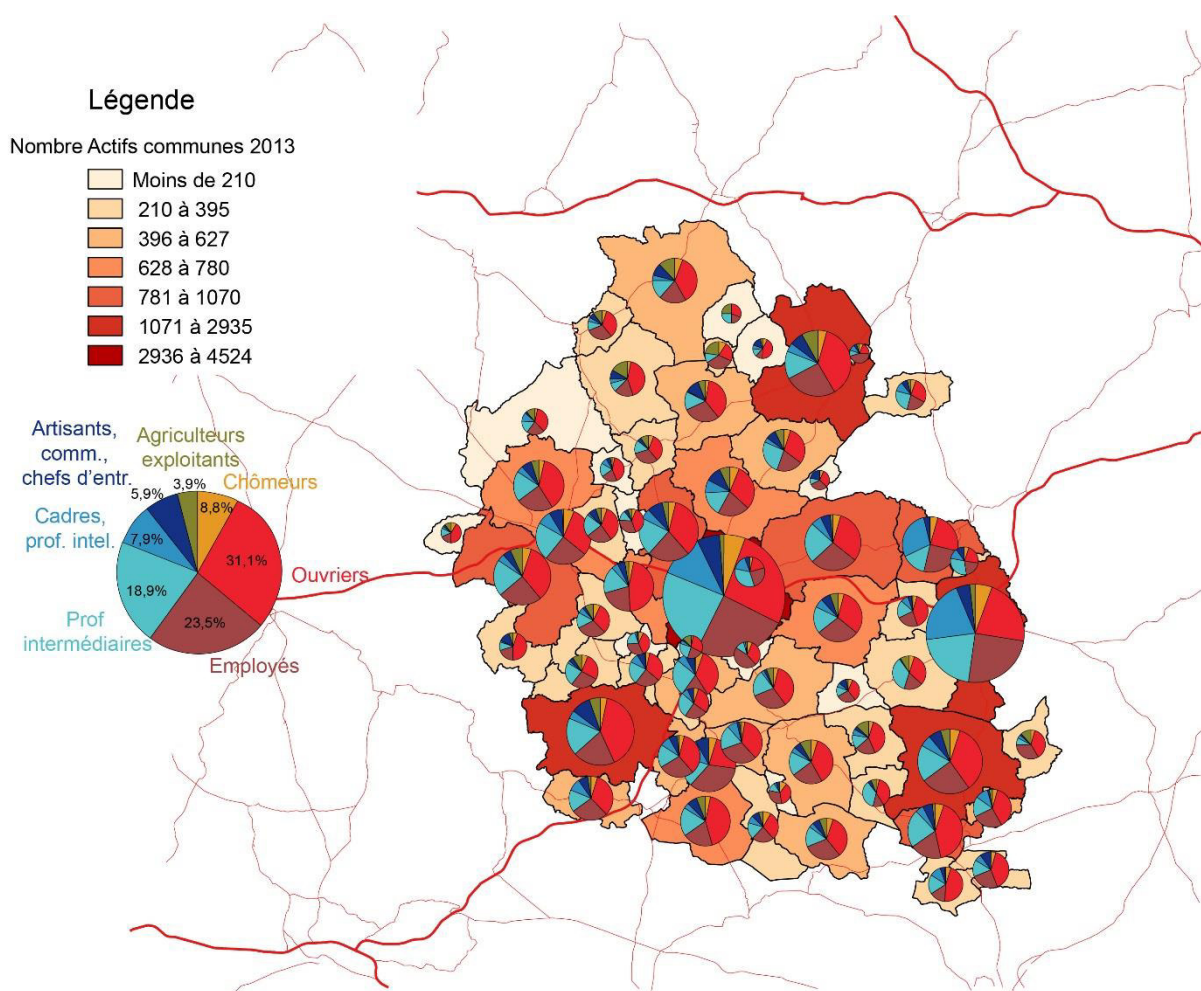 Légende
Nombre Actifs communes 2013
Moins de 210
210 à 395
396 à 627
628 à 780
781 à 1070
1071 à 2935
2936 à 4524
Artisants,
comm.,
chefs d'entr.
Agriculteurs
exploitants
Chômeurs
5,9%
3,9%
8,8%
Cadres,
prof. intel.
7,9%
31,1%
Ouvriers
18,9%
Prof
intermédiaires
23,5%
Employés